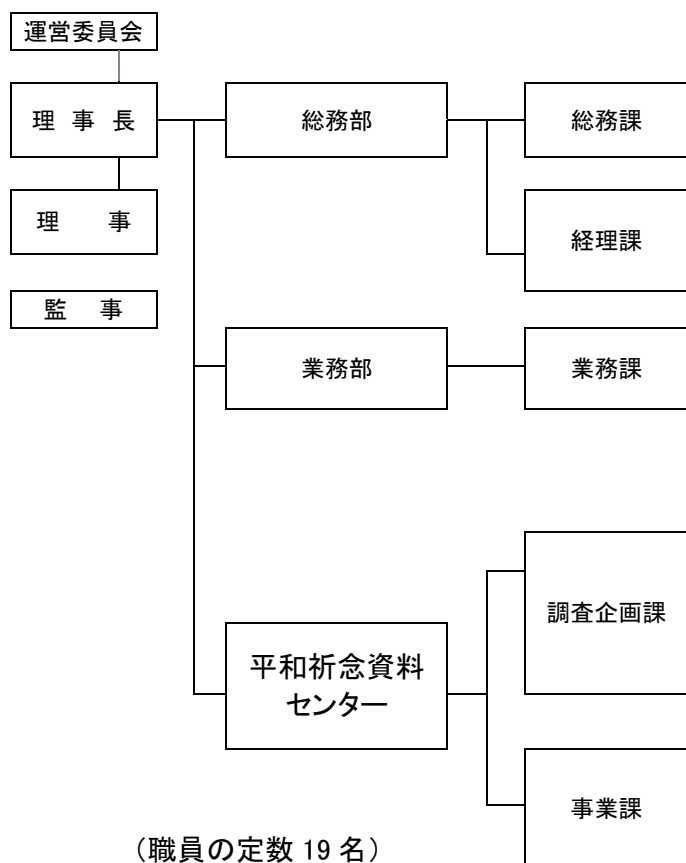 運営委員会
理 事 長
総務部
総務課
理 事
経理課
監 事
業務部
業務課
調査企画課
平和祈念資料
センター
事業課
（職員の定数 19 名）